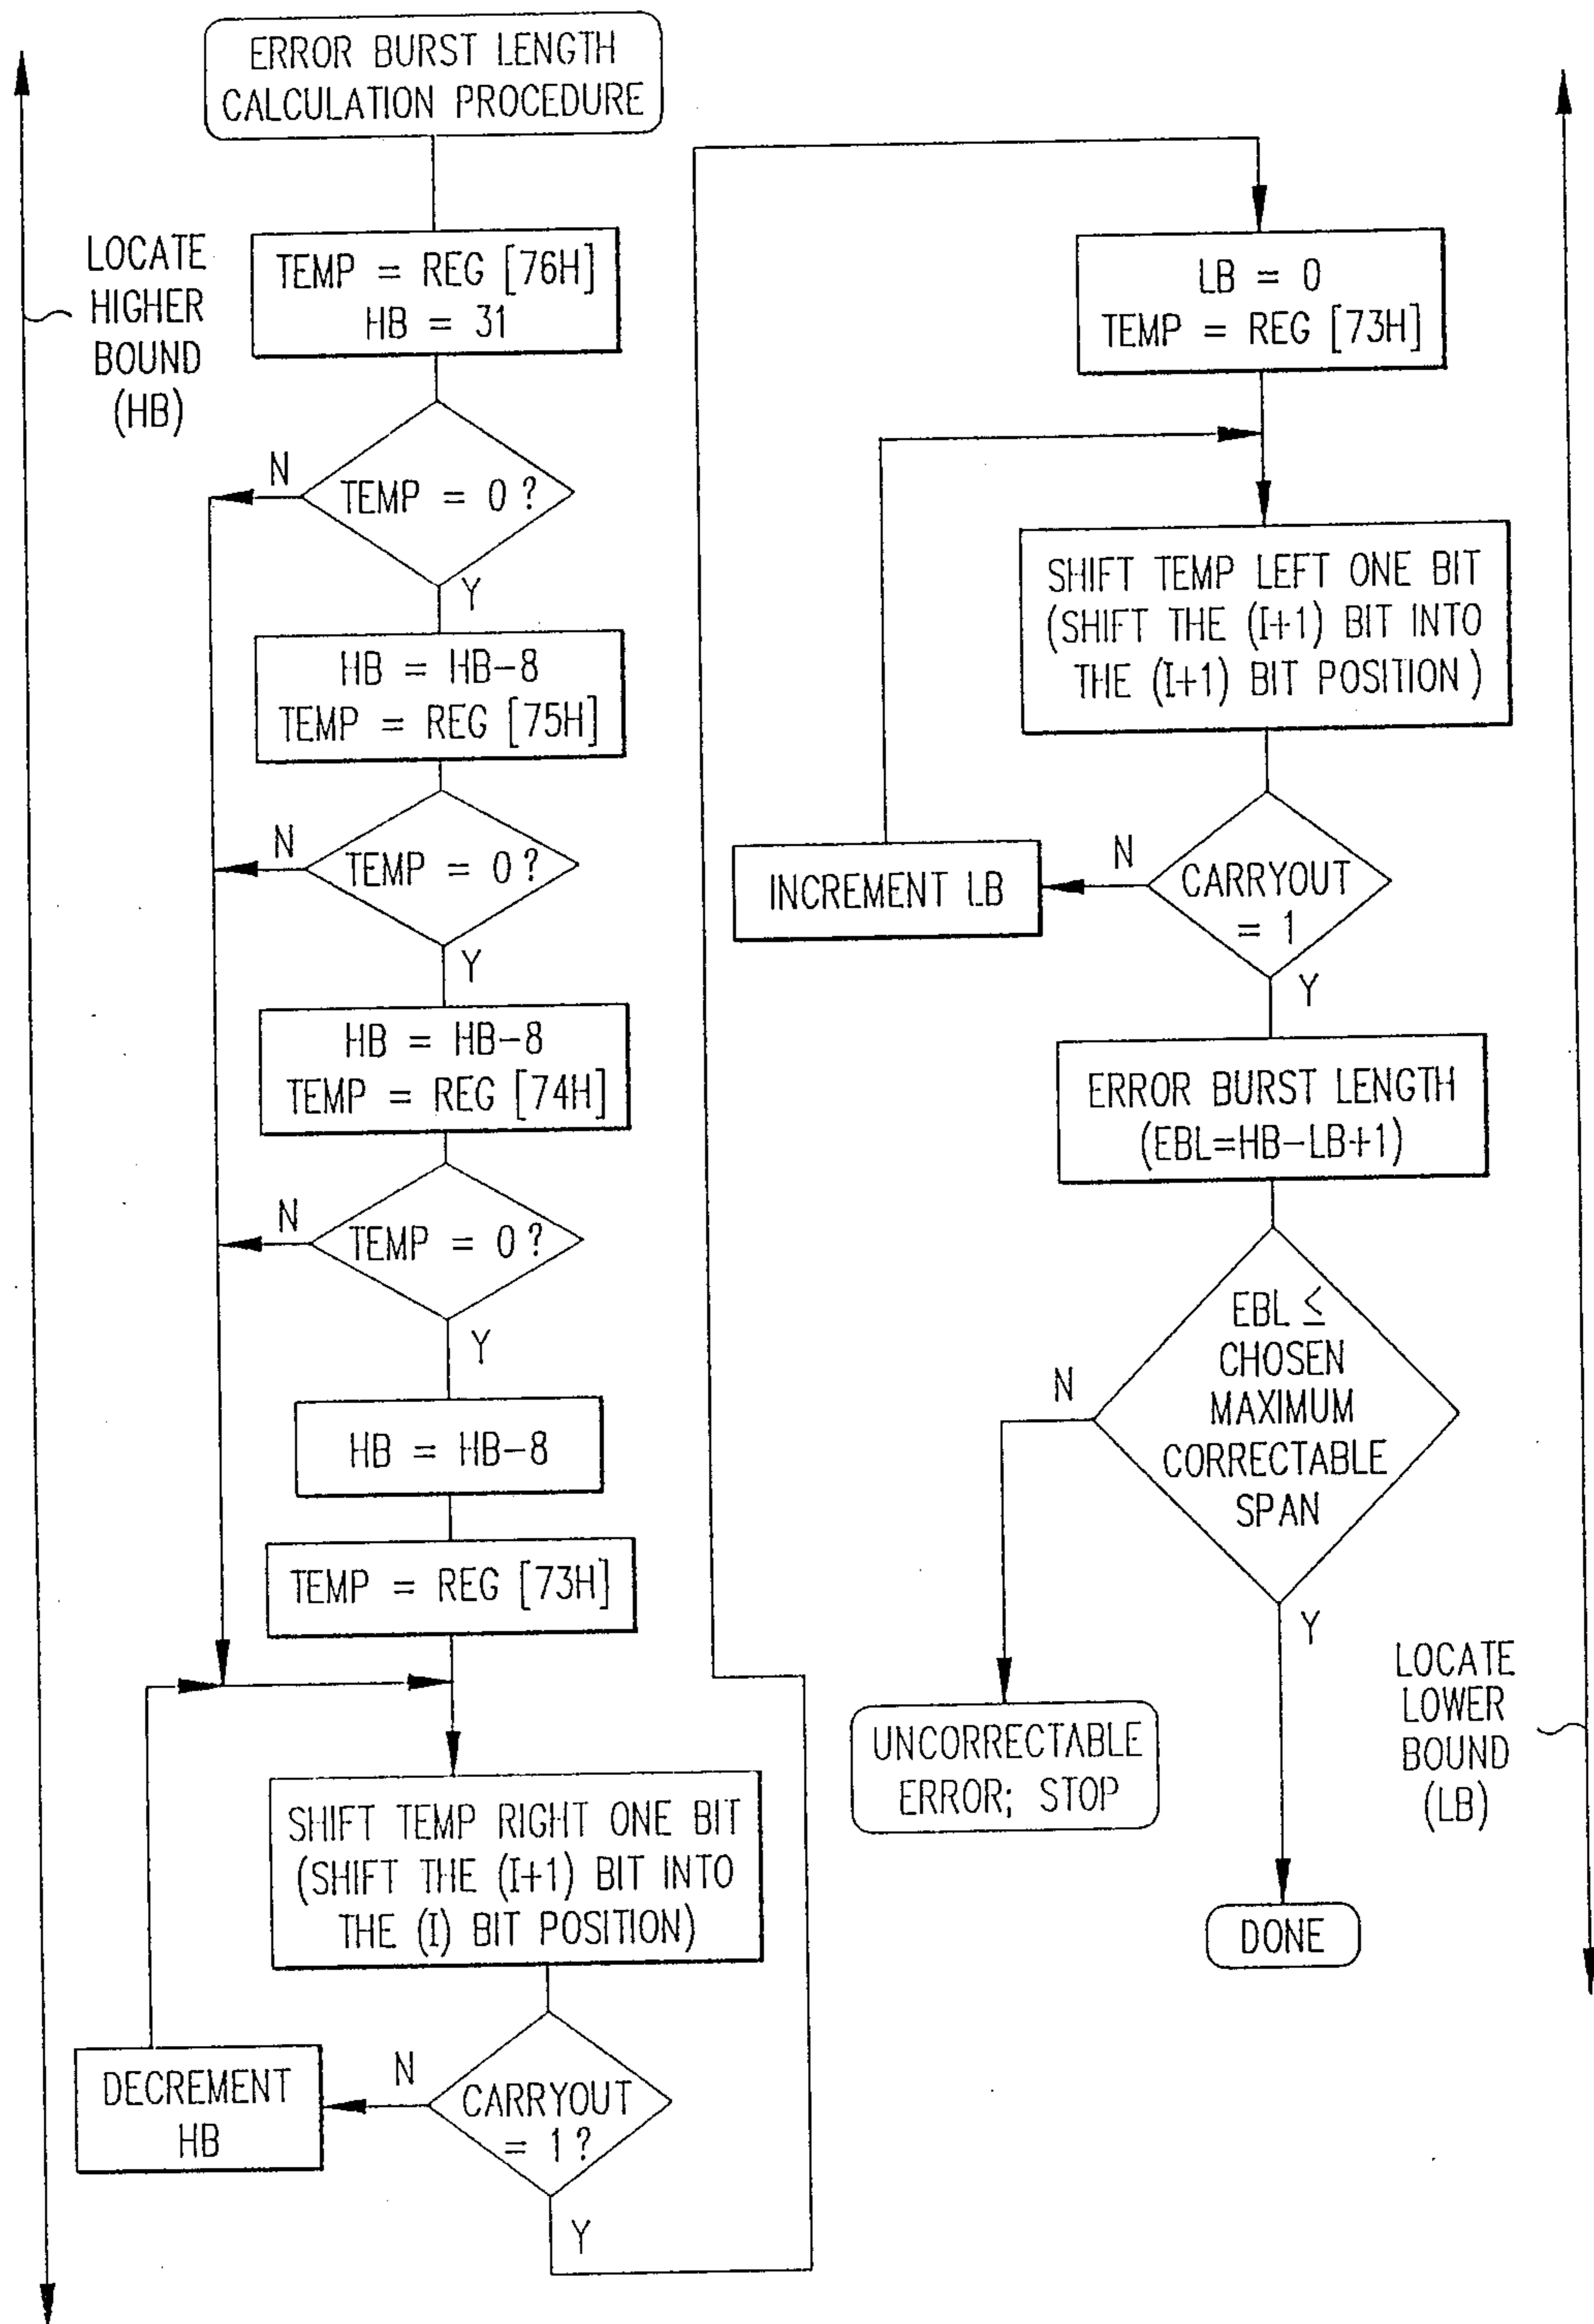 ERROR BURST LENGTH
CALCULATION PROCEDURE
LOCATE
HIGHER
BOUND
(HB)
TEMP = REG [76H]
HB = 31
TEMP = 0 ?
N
Y
HB = HB-8
TEMP = REG [75H]
TEMP = 0 ?
N
Y
HB = HB-8
TEMP = REG [74H]
TEMP = 0 ?
N
Y
HB = HB-8
TEMP = REG [73H]
SHIFT TEMP RIGHT ONE BIT
(SHIFT THE (I+1) BIT INTO
THE (I) BIT POSITION)
CARRYOUT
= 1 ?
N
DECREMENT
HB
Y
LB = 0
TEMP = REG [73H]
SHIFT TEMP LEFT ONE BIT
(SHIFT THE (I+1) BIT INTO
THE (I+1) BIT POSITION )
CARRYOUT
= 1
N
INCREMENT LB
Y
ERROR BURST LENGTH
(EBL=HB-LB+1)
EBL ≤
CHOSEN
MAXIMUM
CORRECTABLE
SPAN
N
Y
UNCORRECTABLE
ERROR; STOP
DONE
LOCATE
LOWER
BOUND
(LB)